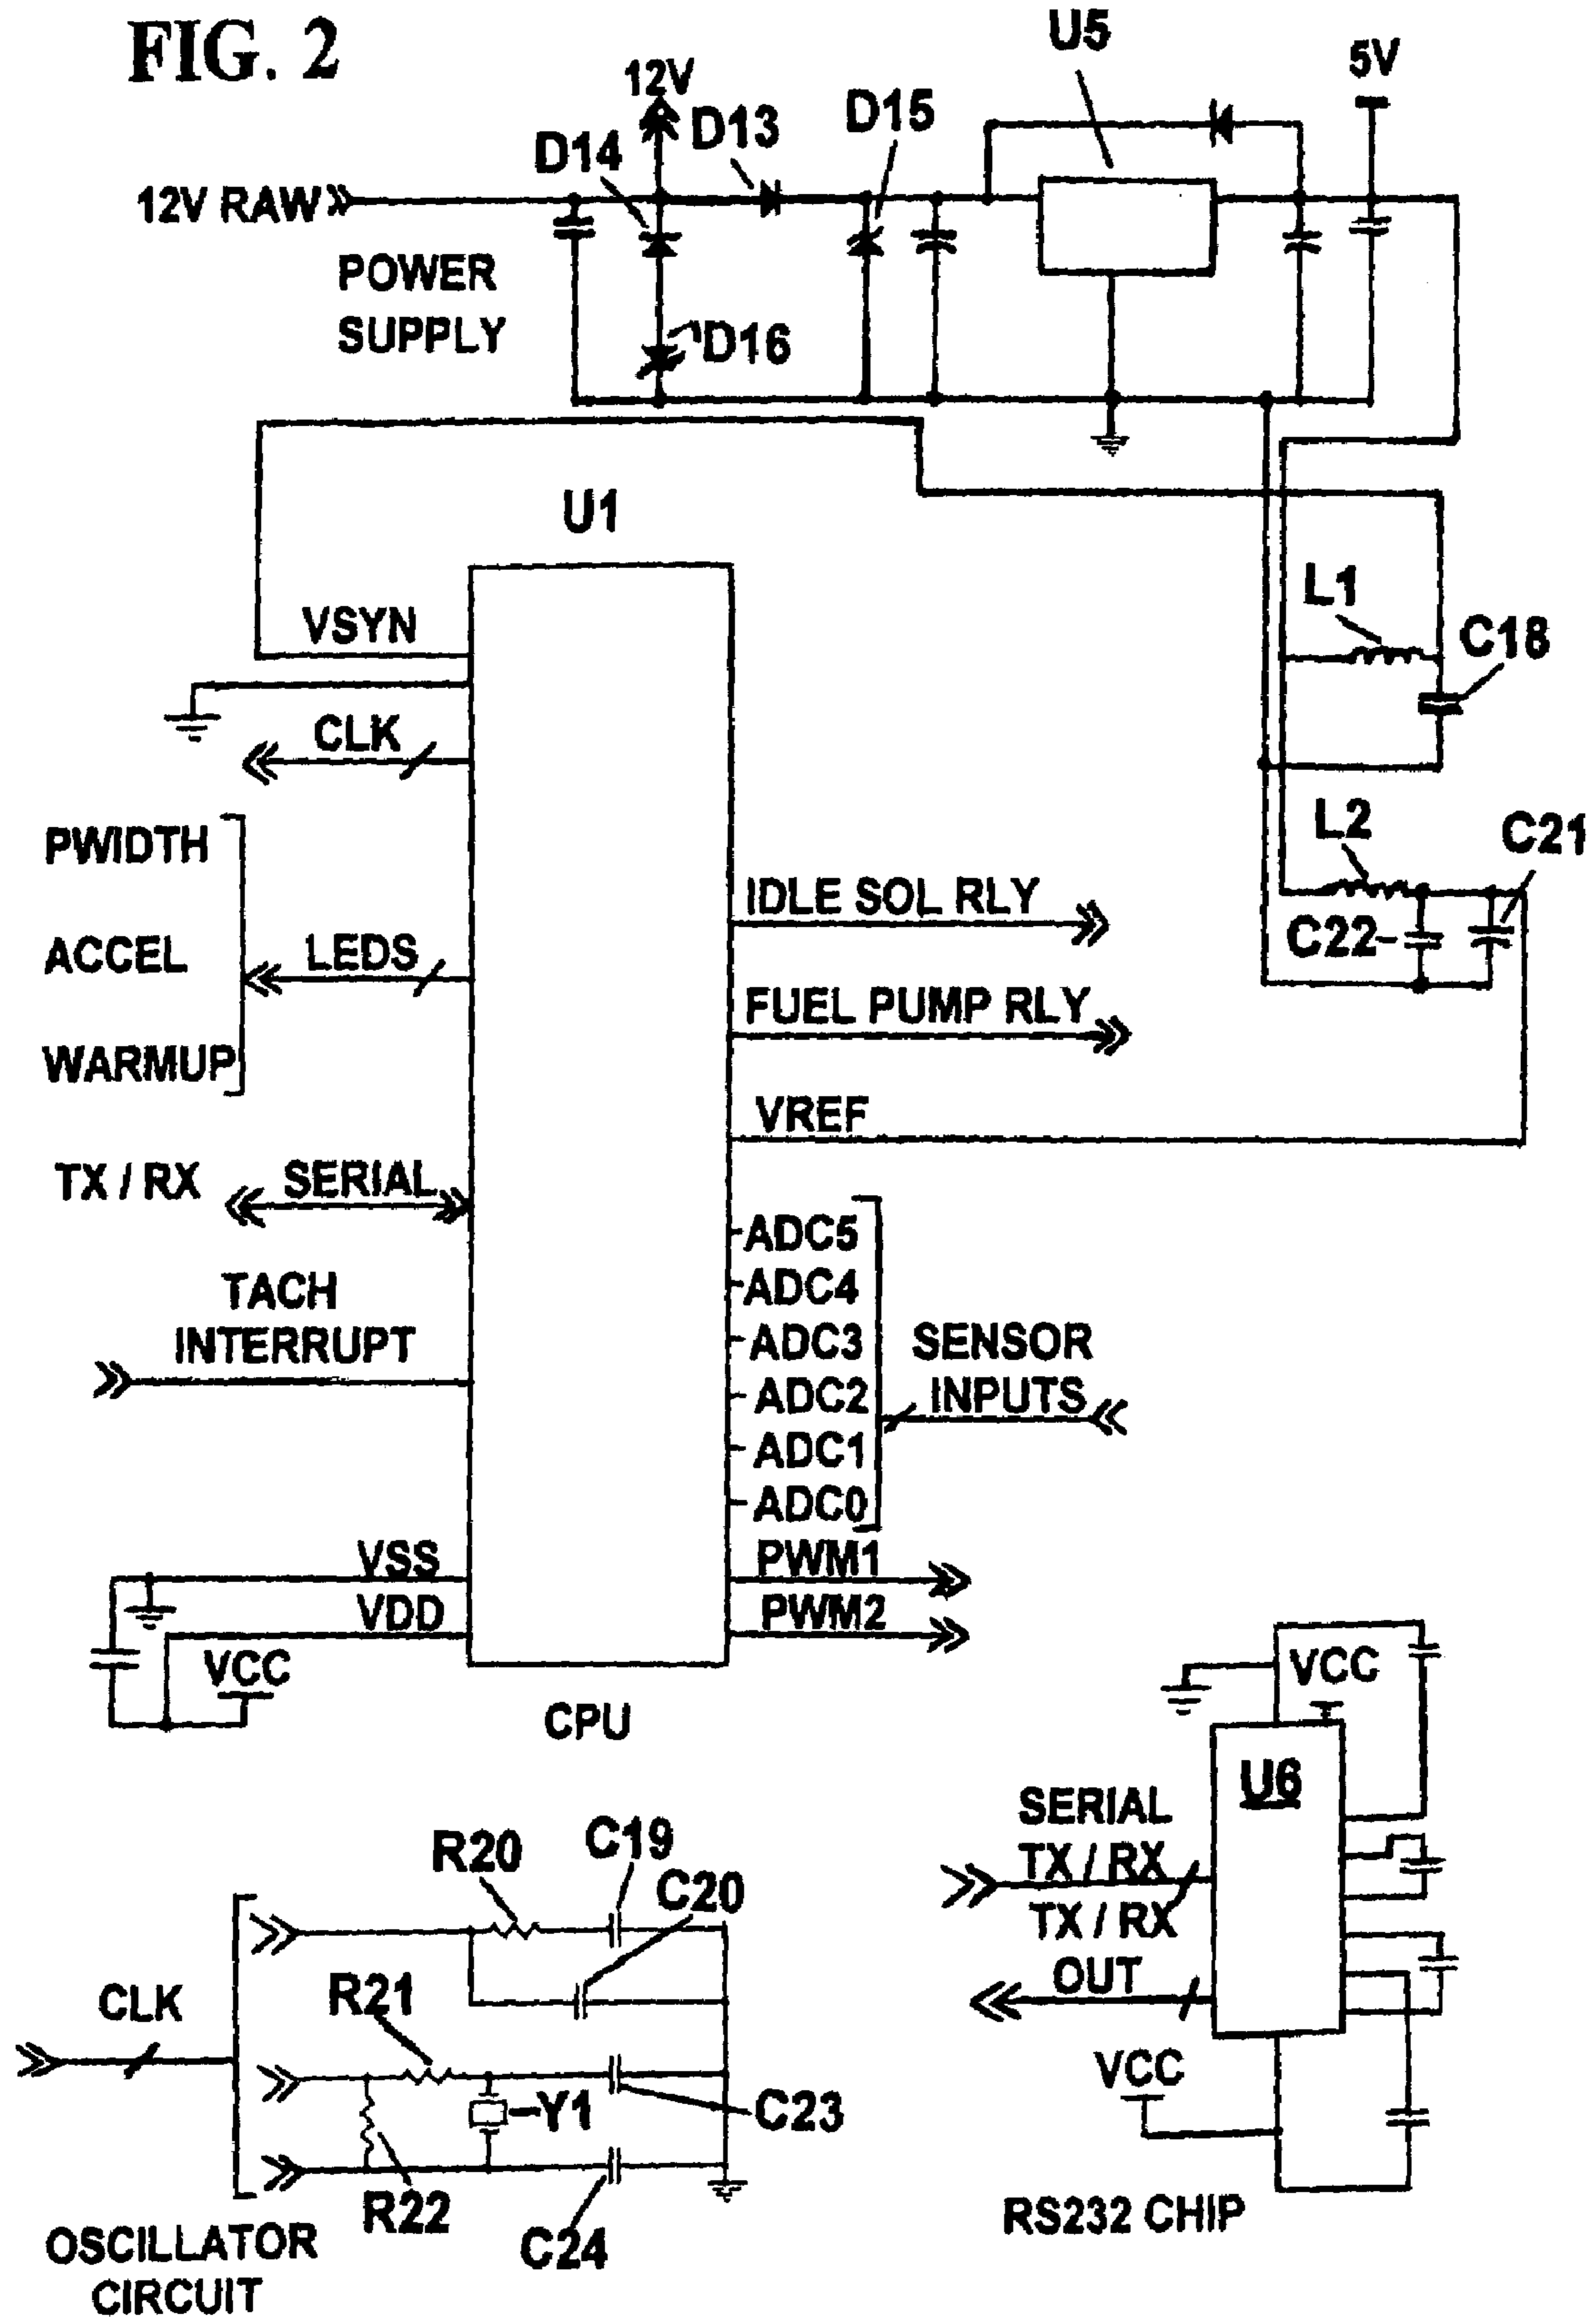 FIG. 2
U5
12V
5V
D14
D13
D15
12V RAW
POWER
SUPPLY
D16
U1
VSYN
L1
C18
CLK
PWIDTH
ACCEL
WARMUP
LEDS
L2
C21
C22
IDLE SOL RLY
FUEL PUMP RLY
VREF
TX / RX
SERIAL
TACH
INTERRUPT
ADC5
ADC4
ADC3
ADC2
ADC1
ADC0
SENSOR
INPUTS
VSS
VDD
VCC
PWM1
PWM2
CPU
VCC
U6
SERIAL
TX / RX
TX / RX
OUT
VCC
RS232 CHIP
R20
C19
C20
CLK
R21
Y1
C23
R22
C24
OSCILLATOR
CIRCUIT